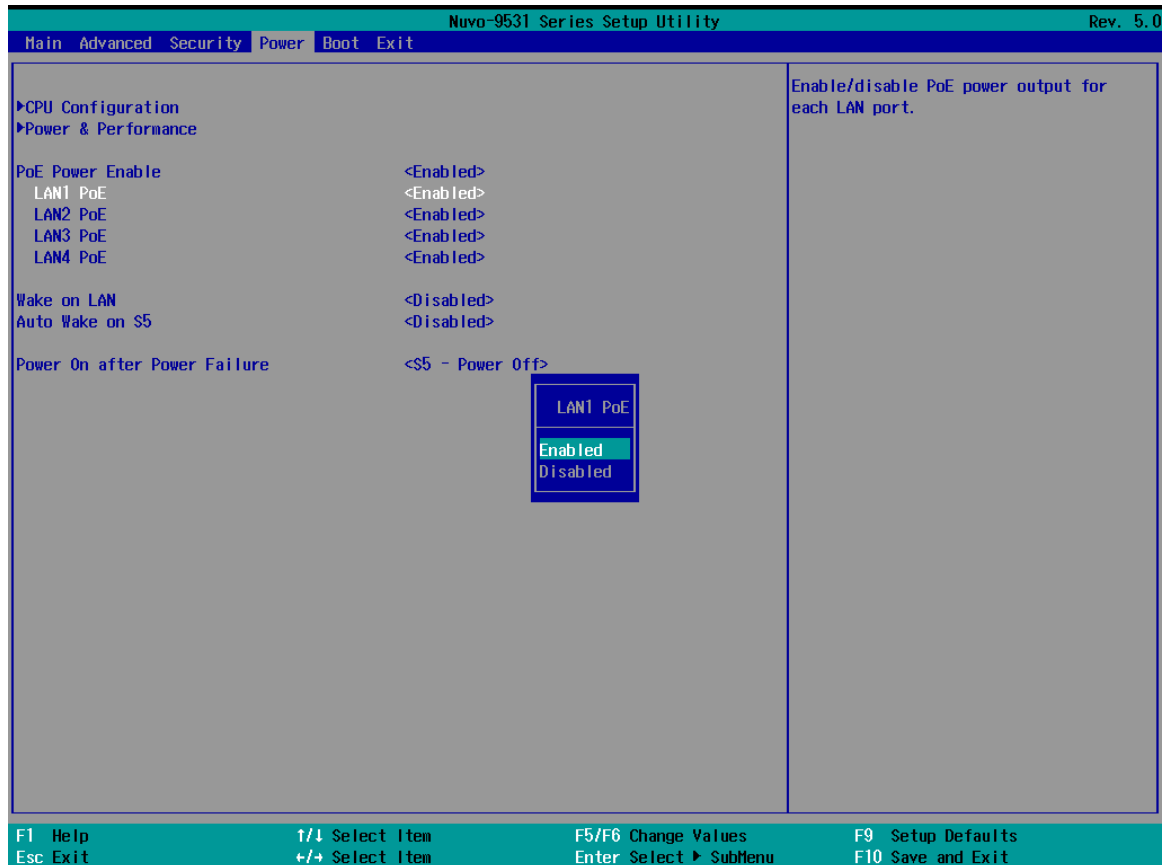 Nuvo-9531 Series Setup Utility Rev. 5.0
Main Advanced Security Power Boot Exit
Enable/disable PoE power output for
each LAN port.
▶CPU Configuration
▶Power & Performance
PoE Power Enable <Enabled>
LAN1 PoE <Enabled>
LAN2 PoE <Enabled>
LAN3 PoE <Enabled>
LAN4 PoE <Enabled>
Wake on LAN <Disabled>
Auto Wake on S5 <Disabled>
Power On after Power Failure <S5 - Power Off>
LAN1 PoE
Enabled
Disabled
F1 Help ↑/↓ Select Item F5/F6 Change Values F9 Setup Defaults
Esc Exit ←/→ Select Item Enter Select ▶ SubMenu F10 Save and Exit